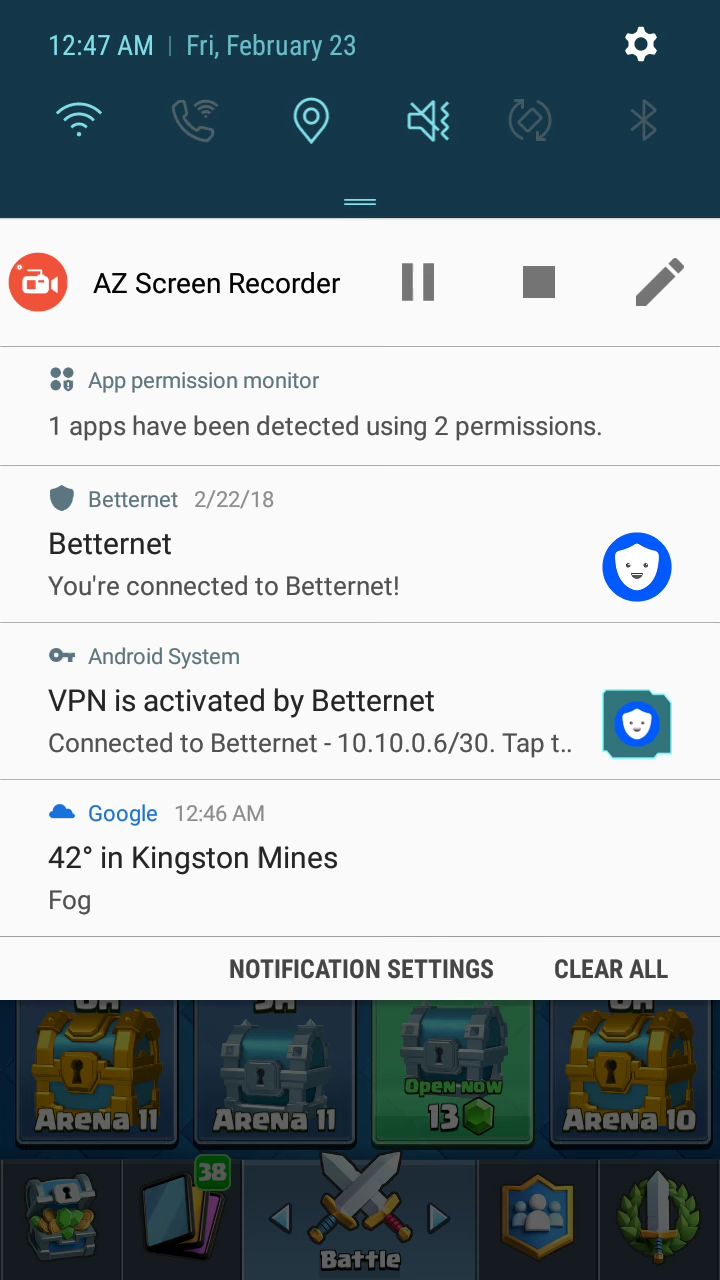 12:47 AM | Fri, February 23
AZ Screen Recorder
App permission monitor
1 apps have been detected using 2 permissions.
Betternet 2/22/18
Betternet
You're connected to Betternet!
Android System
VPN is activated by Betternet
Connected to Betternet - 10.10.0.6/30. Tap t..
Google 12:46 AM
42° in Kingston Mines
Fog
NOTIFICATION SETTINGS CLEAR ALL
Open now
Arena 11 Arena 11 13 Arena 10
38
Battle